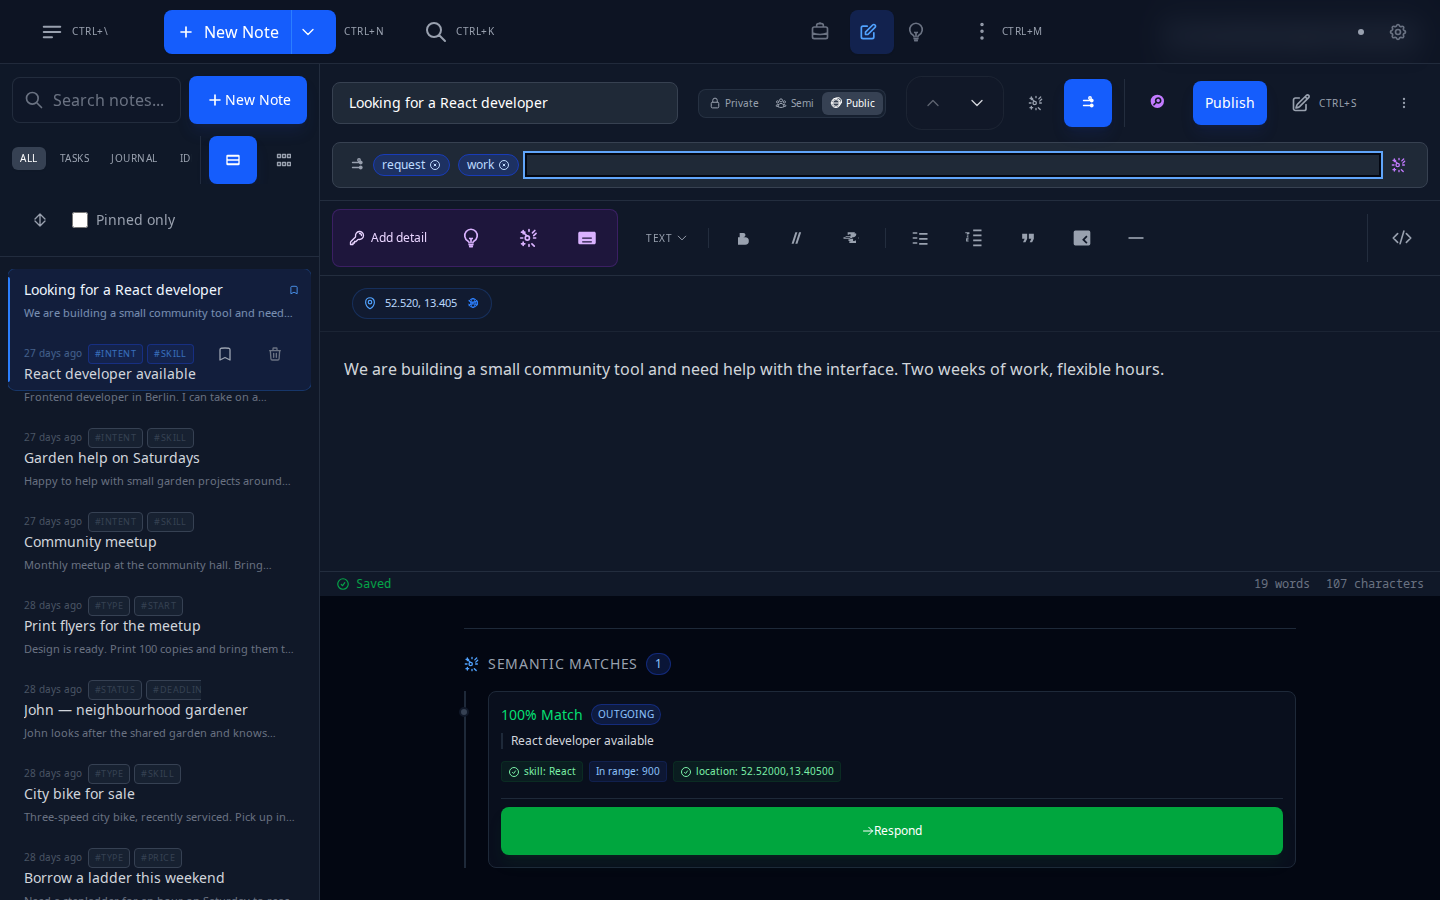 CTRL+\ New Note CTRL+N CTRL+K CTRL+M
Search notes... New Note
ALL TASKS JOURNAL ID
Pinned only
Looking for a React developer
We are building a small community tool and need...
27 days ago #INTENT #SKILL
React developer available
Frontend developer in Berlin. I can take on a...
27 days ago #INTENT #SKILL
Garden help on Saturdays
Happy to help with small garden projects around...
27 days ago #INTENT #SKILL
Community meetup
Monthly meetup at the community hall. Bring...
28 days ago #TYPE #START
Print flyers for the meetup
Design is ready. Print 100 copies and bring them t...
28 days ago #STATUS #DEADLIN
John — neighbourhood gardener
John looks after the shared garden and knows...
28 days ago #TYPE #SKILL
City bike for sale
Three-speed city bike, recently serviced. Pick up in...
28 days ago #TYPE #PRICE
Borrow a ladder this weekend
Looking for a React developer Private Semi Public Publish CTRL+S
request work
Add detail TEXT
52.520, 13.405
We are building a small community tool and need help with the interface. Two weeks of work, flexible hours.
Saved 19 words 107 characters
SEMANTIC MATCHES 1
100% Match OUTGOING
React developer available
skill: React In range: 900 location: 52.52000,13.40500
→Respond